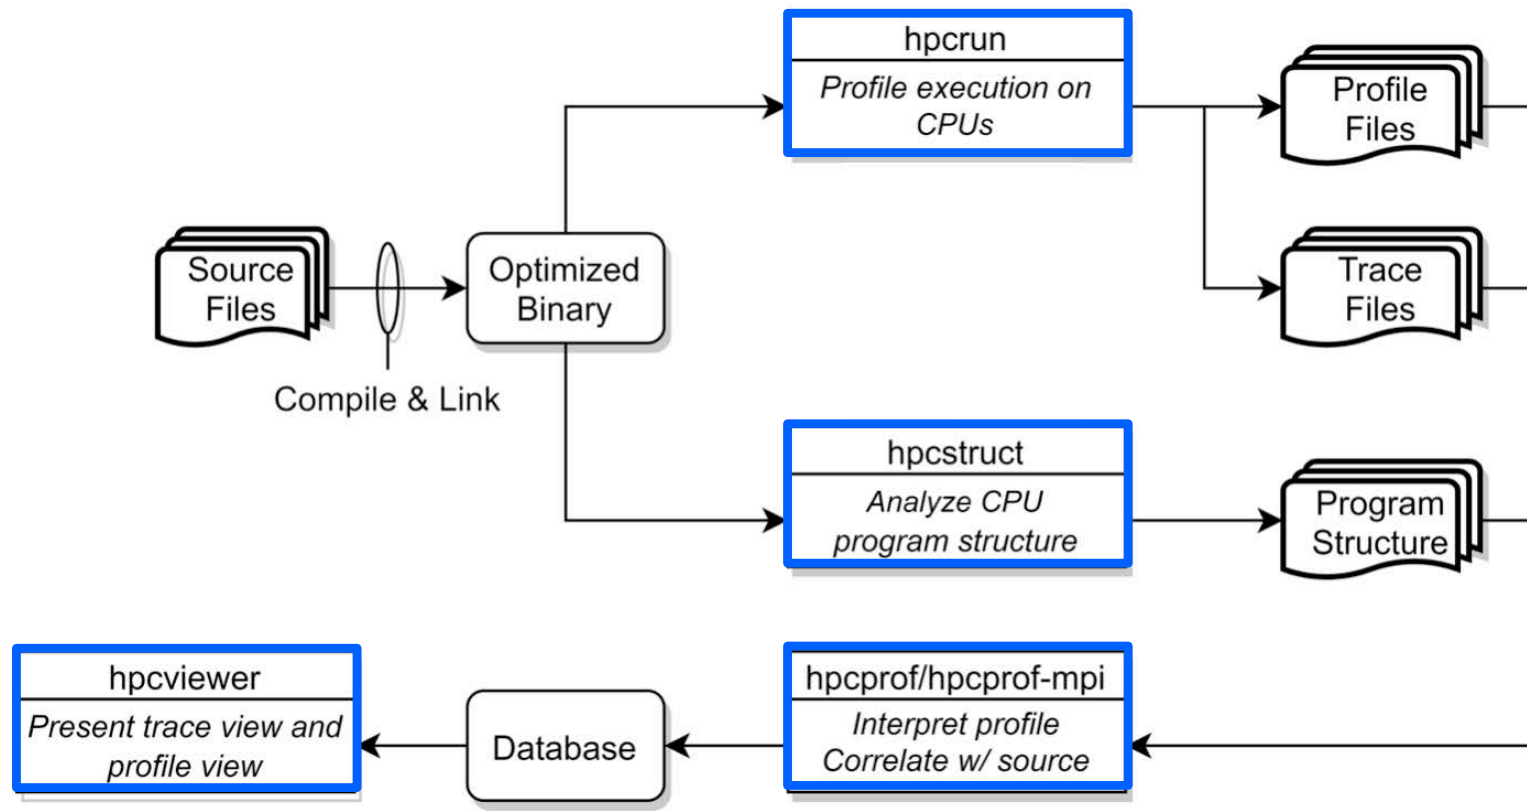 hpcrun
Profile execution on
CPUs
Profile
Files
Source
Files
Optimized
Binary
Trace
Files
Compile & Link
hpcstruct
Analyze CPU
program structure
Program
Structure
hpcviewer
Present trace view and
profile view
Database
hpcprof/hpcprof-mpi
Interpret profile
Correlate w/ source